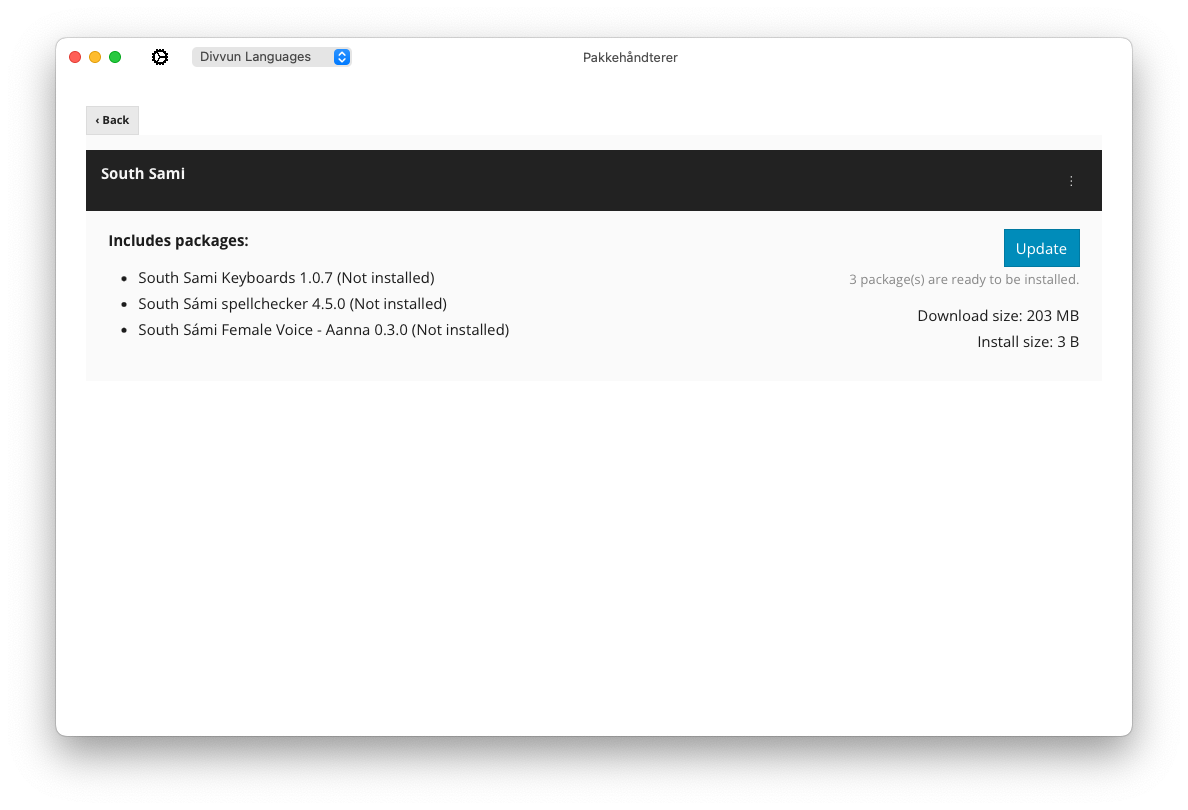 Divvun Languages
Pakkehåndterer
‹ Back
South Sami
Includes packages:
South Sami Keyboards 1.0.7 (Not installed)
South Sámi spellchecker 4.5.0 (Not installed)
South Sámi Female Voice - Aanna 0.3.0 (Not installed)
Update
3 package(s) are ready to be installed.
Download size: 203 MB
Install size: 3 B